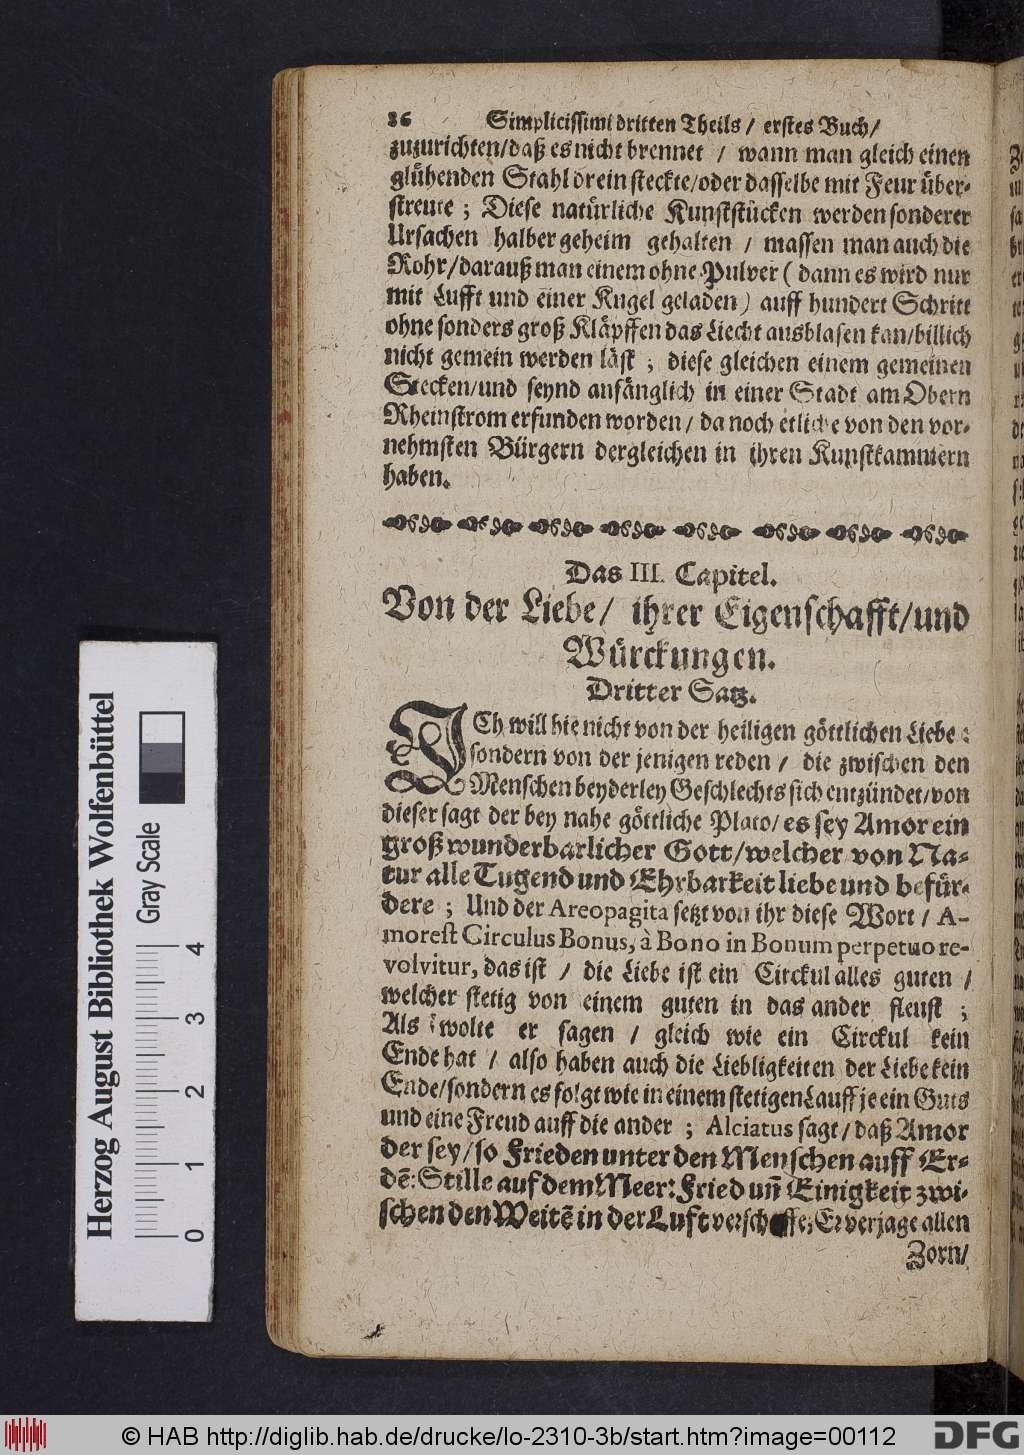 86 Simplicissimi dritten Theils / erstes Buch /
zuzurichten/daß es nicht brennet / wann man gleich einen
glühenden Stahl drein steckte/oder dasselbe mit Feur über-
streute ; Diese natürliche Kunststücken werden sonderer
Ursachen halber geheim gehalten / massen man auch die
Rohr/darauß man einem ohne Pulver ( dann es wird nur
mit Lufft und einer Kugel geladen ) auff hundert Schritt
ohne sonders groß Kläpffen das Liecht ausblasen kan/billich
nicht gemein werden läst ; diese gleichen einem gemeinen
Stecken/und seynd anfänglich in einer Stadt am Obern
Rheinstrom erfunden worden / da noch etliche von den vor-
nehmsten Bürgern dergleichen in ihren Kunstkammern
haben.
Das III. Capitel.
Von der Liebe / ihrer Eigenschafft/und
Würckungen.
Dritter Satz.
ICh will hie nicht von der heiligen göttlichen Liebe :
sondern von der jenigen reden / die zwischen den
Menschen beyderley Geschlechts sich entzündet/von
dieser sagt der bey nahe göttliche Plato/ es sey Amor ein
groß wunderbarlicher Gott/welcher von Na-
tur alle Tugend und Ehrbarkeit liebe und befür-
dere ; Und der Areopagita setzt von ihr diese Wort / A-
morest Circulus Bonus, à Bono in Bonum perpetuo re-
volvitur, das ist / die Liebe ist ein Circkul alles guten /
welcher stetig von einem guten in das ander fleust ;
Als wolte er sagen / gleich wie ein Circkul kein
Ende hat / also haben auch die Liebligkeiten der Liebe kein
Ende/sondern es folgt wie in einem stetigen Lauff je ein Guts
und eine Freud auff die ander ; Alciatus sagt / daß Amor
der sey/so Frieden unter den Menschen auff Er-
dē: Stille auf dem Meer: Fried uñ Einigkeit zwi-
schen den Weitē in der Luft verschaffe; Er verjage allen
Zorn/
Herzog August Bibliothek Wolfenbüttel
Gray Scale
0 1 2 3 4
© HAB http://diglib.hab.de/drucke/lo-2310-3b/start.htm?image=00112
DFG